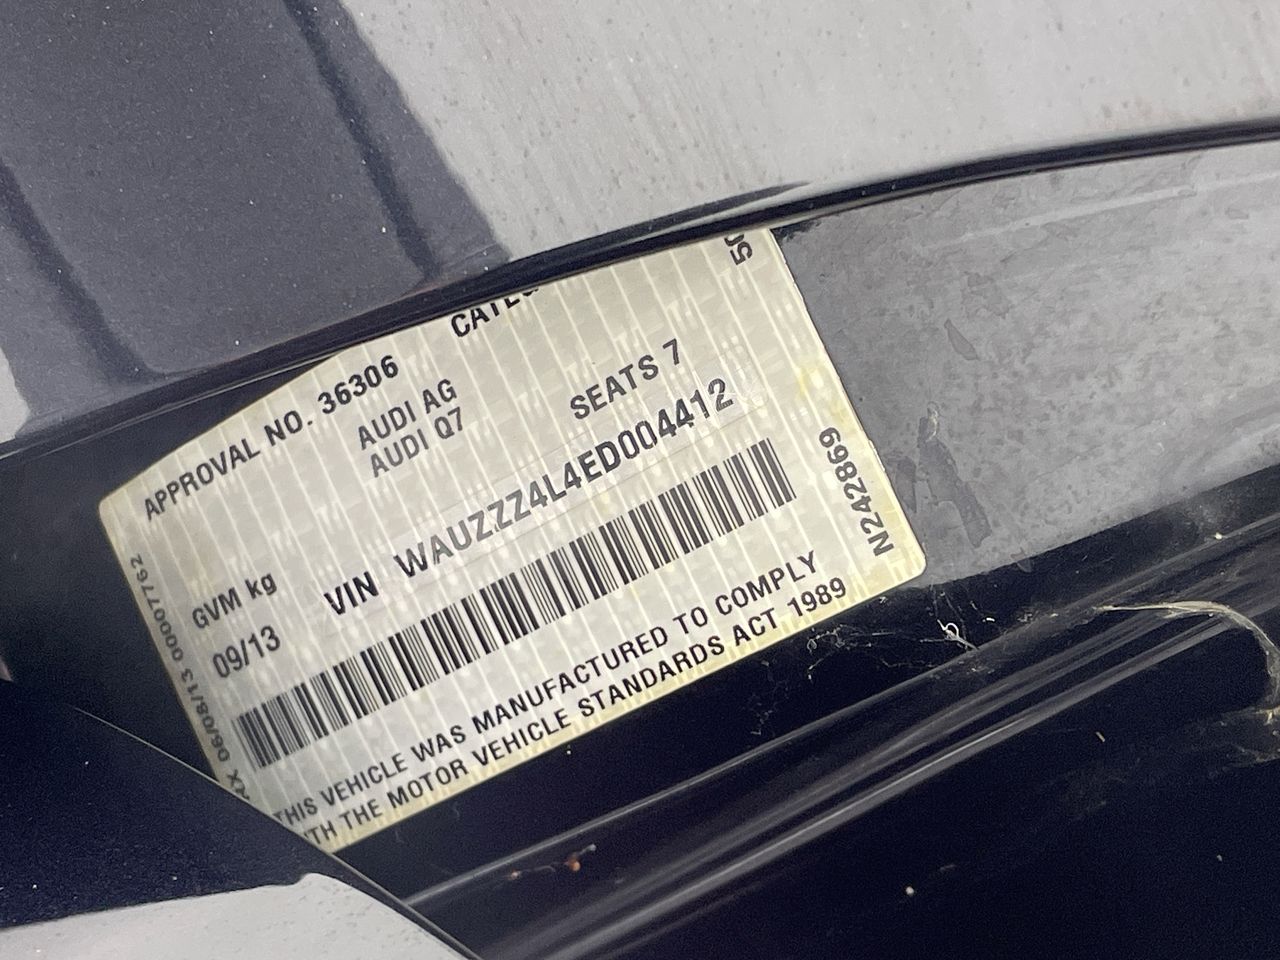 APPROVAL NO. 36306
AUDI AG
AUDI Q7
SEATS 7
GVM kg
09/13
VIN WAUZZZ4L4ED004412
THIS VEHICLE WAS MANUFACTURED TO COMPLY
WITH THE MOTOR VEHICLE STANDARDS ACT 1989
06/08/13 000007762
N242869